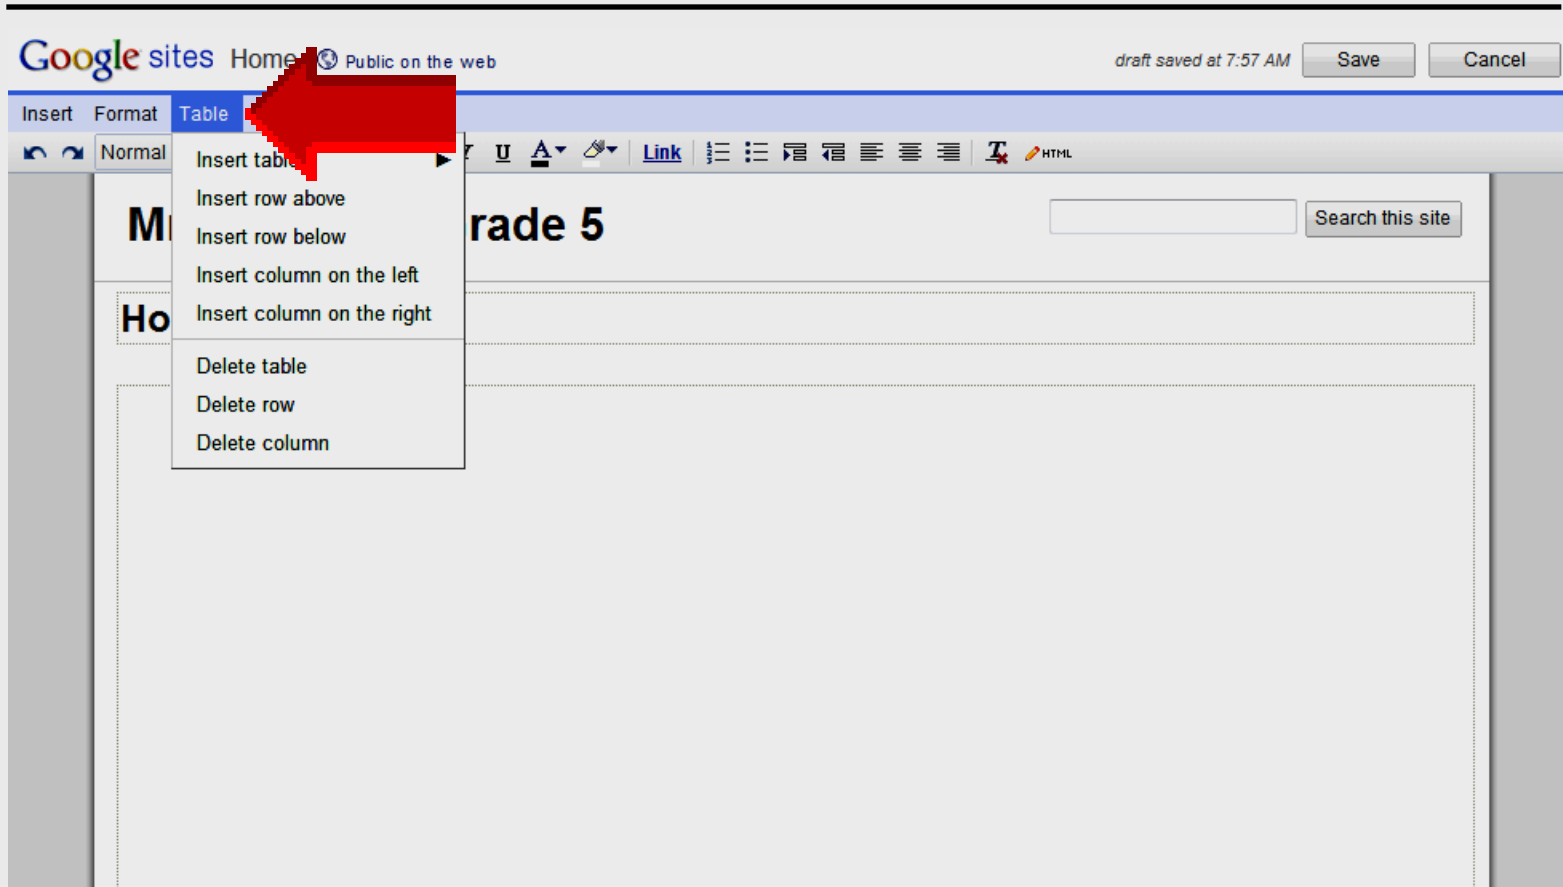 Google sites Home Public on the web draft saved at 7:57 AM Save Cancel
Insert Format Table
Normal U A Link HTML
Insert table
Insert row above
Insert row below
Insert column on the left
Insert column on the right
Delete table
Delete row
Delete column
rade 5 Search this site
Ho